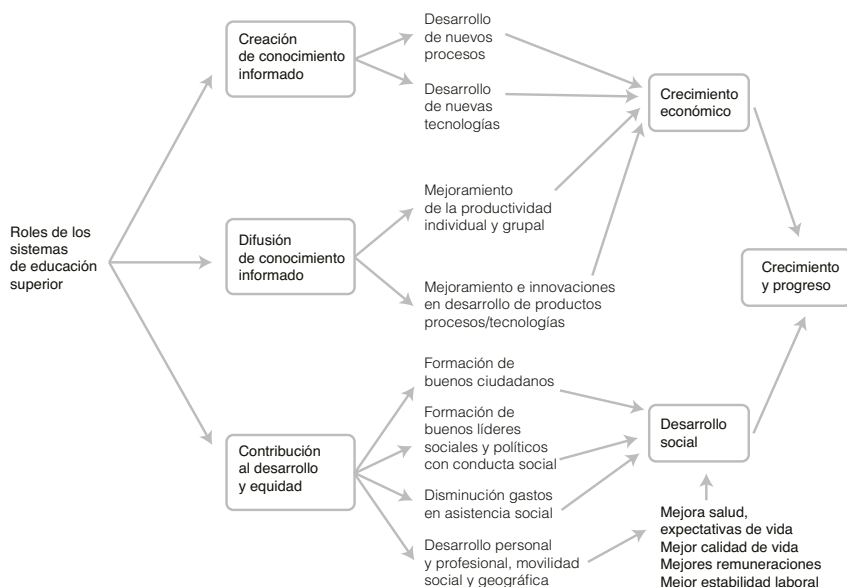 Roles de los
sistemas
de educación
superior
Creación
de conocimiento
informado
Difusión
de conocimiento
informado
Contribución
al desarrollo
y equidad
Desarrollo
de nuevos
procesos
Desarrollo
de nuevas
tecnologías
Mejoramiento
de la productividad
individual y grupal
Mejoramiento e innovaciones
en desarrollo de productos
procesos/tecnologías
Formación de
buenos ciudadanos
Formación de
buenos líderes
sociales y políticos
con conducta social
Disminución gastos
en asistencia social
Desarrollo personal
y profesional, movilidad
social y geográfica
Crecimiento
económico
Desarrollo
social
Mejora salud,
expectativas de vida
Mejor calidad de vida
Mejores remuneraciones
Mejor estabilidad laboral
Crecimiento
y progreso